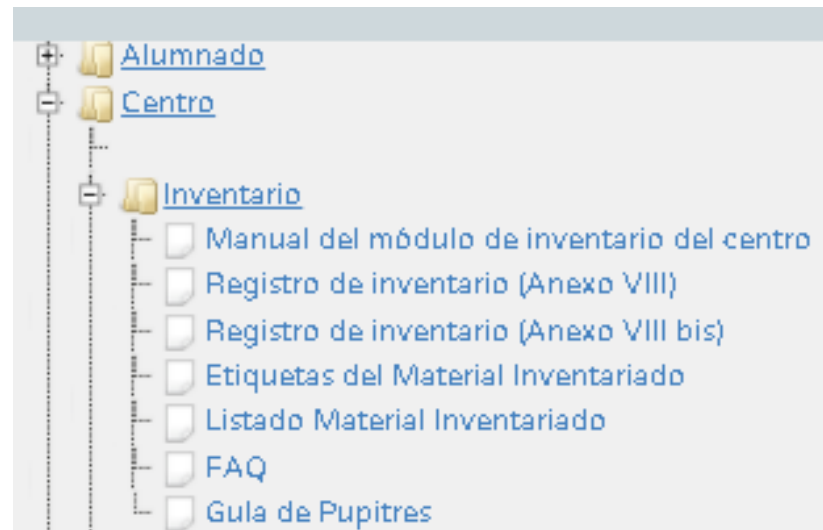 Alumnado
Centro
Inventario
Manual del módulo de inventario del centro
Registro de inventario (Anexo VIII)
Registro de inventario (Anexo VIII bis)
Etiquetas del Material Inventariado
Listado Material Inventariado
FAQ
Guía de Pupitres